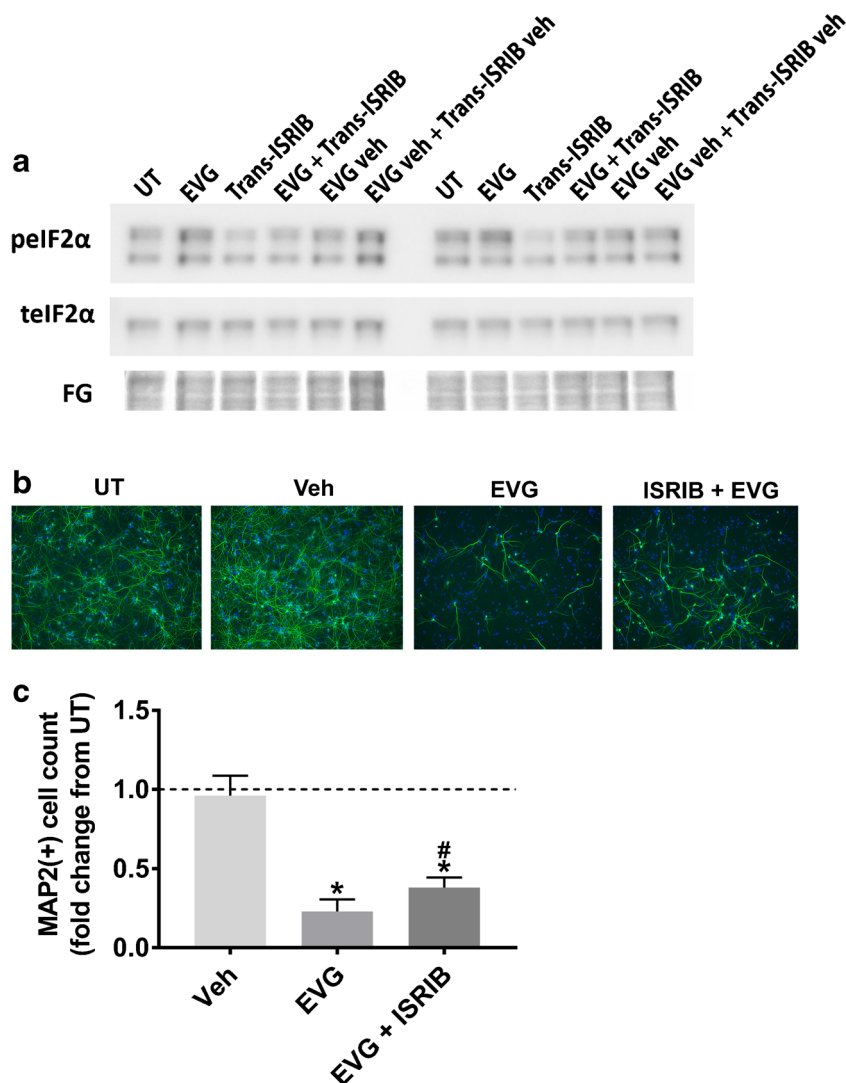 a
UT EVG Trans-ISRIB EVG + Trans-ISRIB EVG veh EVG veh + Trans-ISRIB veh UT EVG Trans-ISRIB EVG + Trans-ISRIB EVG veh EVG veh + Trans-ISRIB veh
peIF2α
teIF2α
FG
b
UT Veh EVG ISRIB + EVG
c
MAP2(+) cell count
(fold change from UT)
1.5
1.0
0.5
0.0
*
#
*
Veh EVG EVG + ISRIB